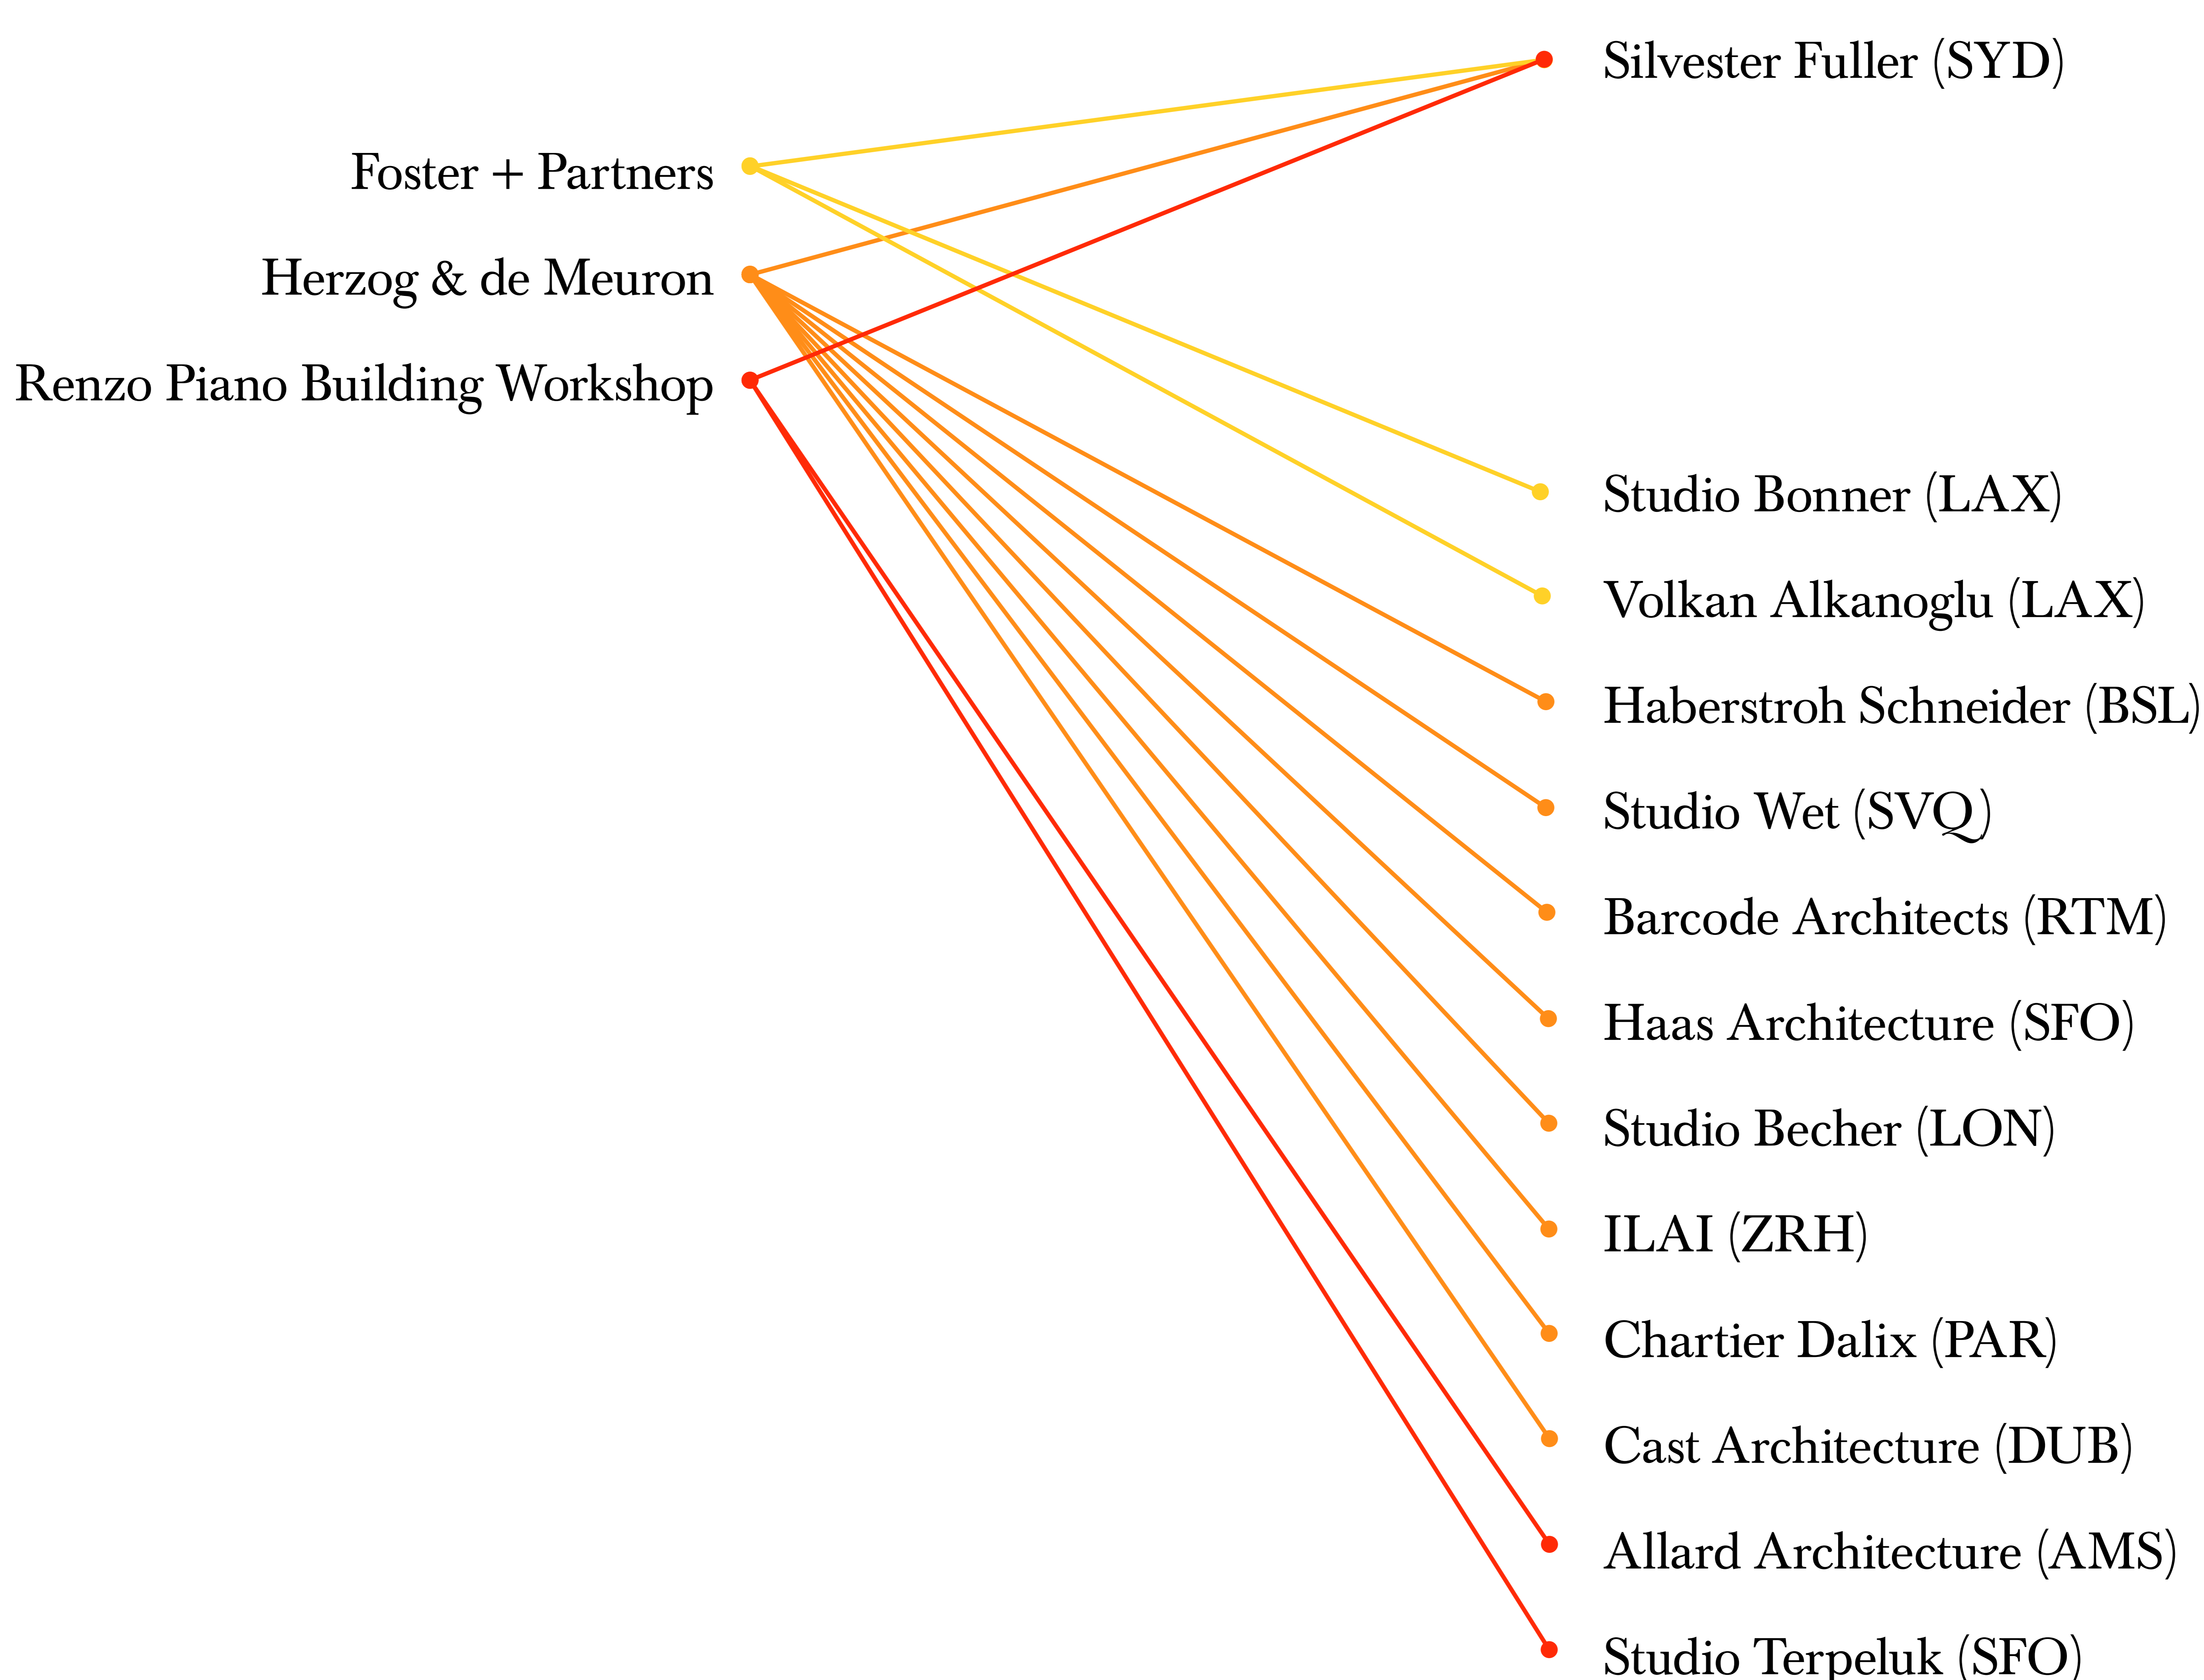 Silvester Fuller (SYD)
Foster + Partners
Herzog & de Meuron
Renzo Piano Building Workshop
Studio Bonner (LAX)
Volkan Alkanoglu (LAX)
Haberstroh Schneider (BSL)
Studio Wet (SVQ)
Barcode Architects (RTM)
Haas Architecture (SFO)
Studio Becher (LON)
ILAI (ZRH)
Chartier Dalix (PAR)
Cast Architecture (DUB)
Allard Architecture (AMS)
Studio Terpeluk (SFO)